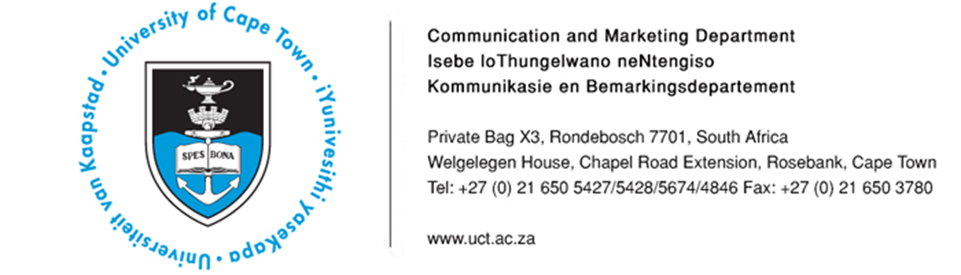 University of Cape Town · iYunivesithi yaseKapa · Universiteit van Kaapstad ·
SPES BONA
Communication and Marketing Department
Isebe loThungelwano neNtengiso
Kommunikasie en Bemarkingsdepartement
Private Bag X3, Rondebosch 7701, South Africa
Welgelegen House, Chapel Road Extension, Rosebank, Cape Town
Tel: +27 (0) 21 650 5427/5428/5674/4846 Fax: +27 (0) 21 650 3780
www.uct.ac.za